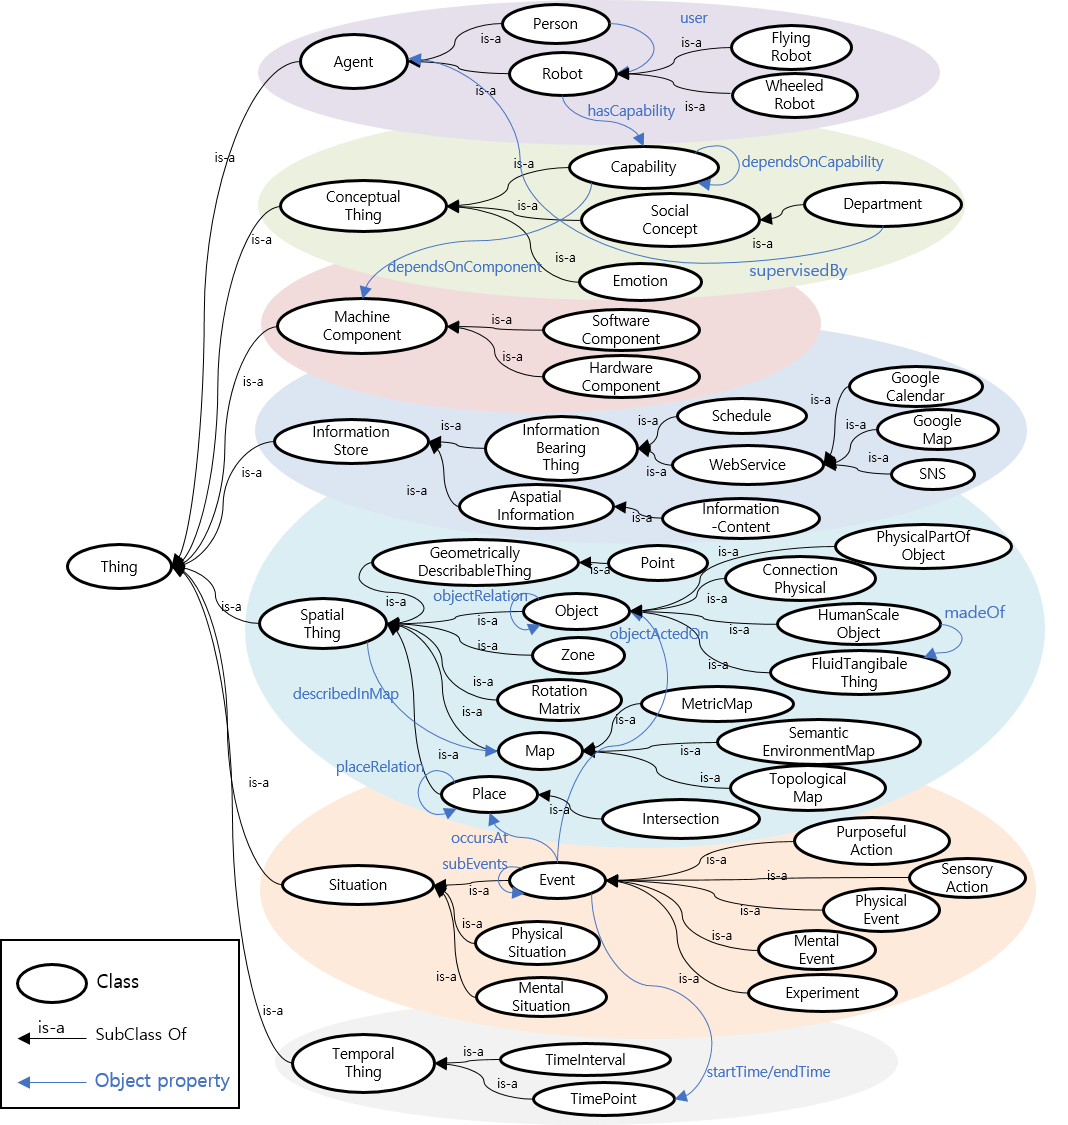 Person
user
is-a
is-a
Flying
Robot
Agent
Robot
Wheeled
Robot
is-a
is-a
hasCapability
is-a
is-a
Capability
dependsOnCapability
Conceptual
Thing
is-a
Social
Concept
Department
is-a
is-a
is-a
dependsOnComponent
supervisedBy
Emotion
Machine
Component
is-a
Software
Component
is-a
Hardware
Component
is-a
Google
Calendar
is-a
Information
Store
is-a
Information
Bearing
Thing
is-a
Schedule
is-a
Google
Map
is-a
is-a
WebService
is-a
SNS
is-a
Aspatial
Information
is-a
Information
-Content
Thing
Geometrically
DescribableThing
is-a
Point
is-a
PhysicalPartOf
Object
is-a
Spatial
Thing
is-a
objectRelation
Object
is-a
Connection
Physical
is-a
is-a
objectActedOn
is-a
HumanScale
Object
madeOf
is-a
Zone
is-a
FluidTangibale
Thing
describedInMap
is-a
Rotation
Matrix
is-a
is-a
MetricMap
is-a
Map
is-a
Semantic
EnvironmentMap
placeRelation
Place
is-a
Topological
Map
is-a
Intersection
is-a
occursAt
Purposeful
Action
is-a
subEvents
Situation
is-a
Event
is-a
Sensory
Action
is-a
Physical
Event
is-a
Physical
Situation
is-a
Mental
Event
is-a
Mental
Situation
is-a
Experiment
is-a
Temporal
Thing
is-a
TimeInterval
is-a
TimePoint
startTime/endTime
Class
is-a
SubClass Of
Object property